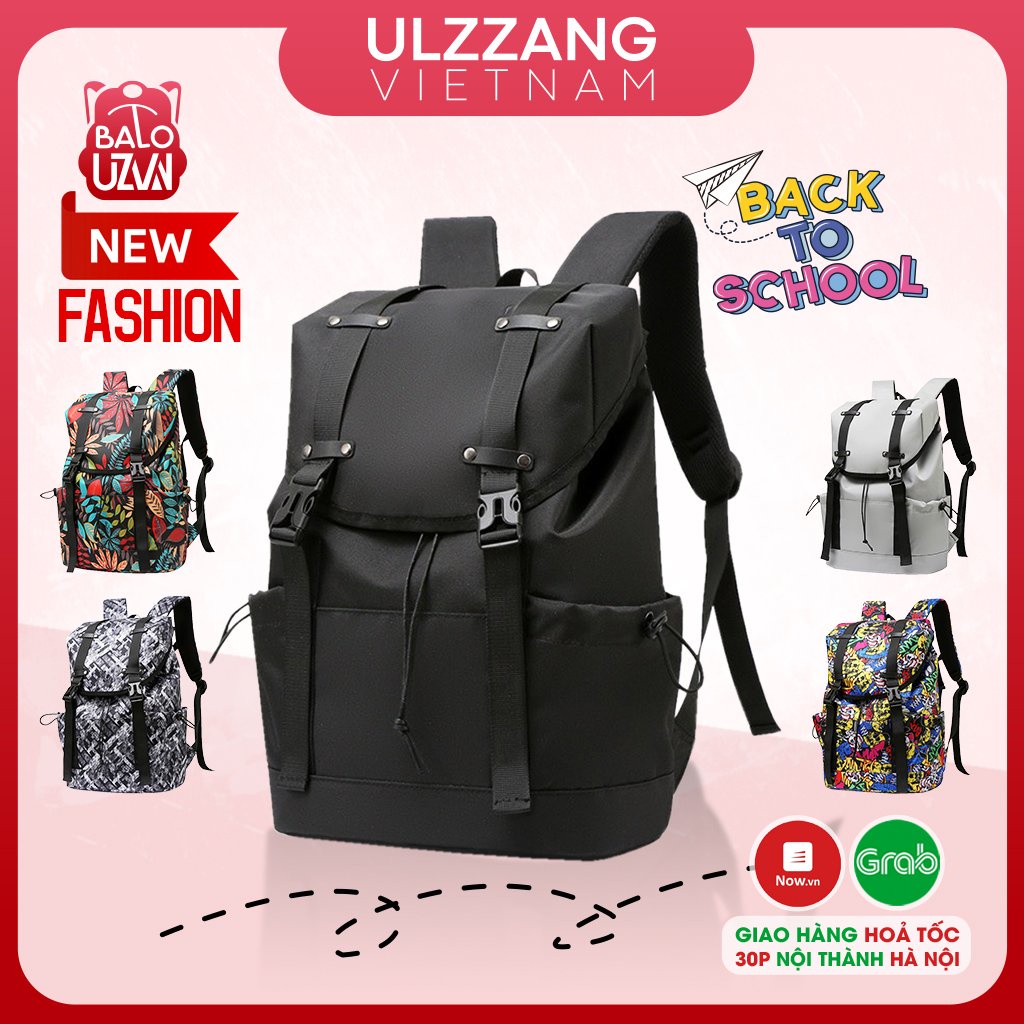 ULZZANG
VIETNAM
BALO
UZVN
NEW
FASHION
BACK
TO
SCHOOL
Now.vn
Grab
GIAO HÀNG HOẢ TỐC
30P NỘI THÀNH HÀ NỘI